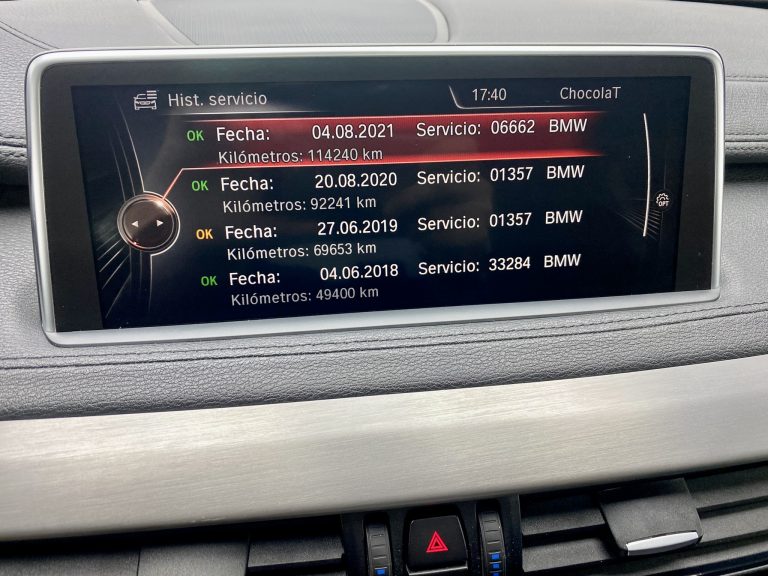 Hist. servicio 17:40 ChocolaT
OK Fecha: 04.08.2021 Servicio: 06662 BMW
Kilómetros: 114240 km
OK Fecha: 20.08.2020 Servicio: 01357 BMW
Kilómetros: 92241 km
OK Fecha: 27.06.2019 Servicio: 01357 BMW
Kilómetros: 69653 km
OK Fecha: 04.06.2018 Servicio: 33284 BMW
Kilómetros: 49400 km
OPT